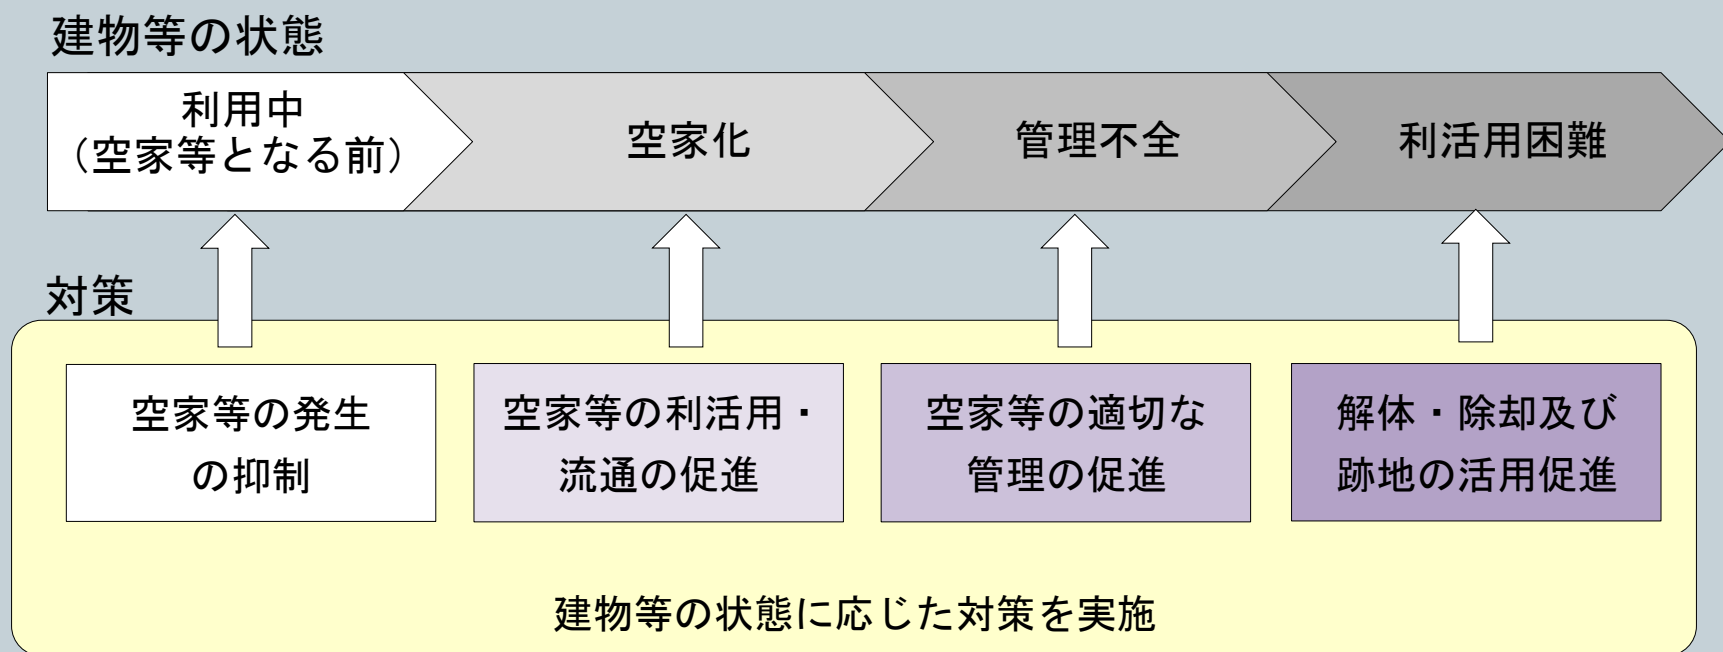 建物等の状態
利用中
（空家等となる前）
空家化
管理不全
利活用困難
対策
空家等の発生
の抑制
空家等の利活用・
流通の促進
空家等の適切な
管理の促進
解体・除却及び
跡地の活用促進
建物等の状態に応じた対策を実施